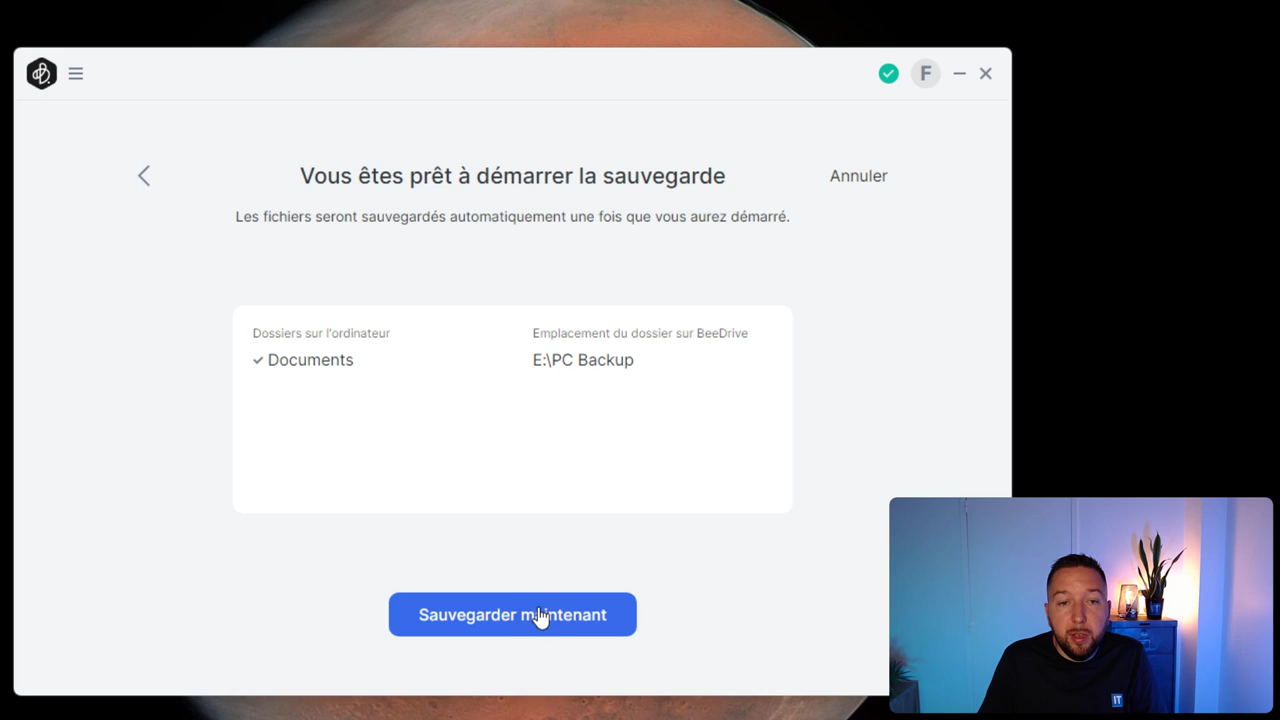 F
Vous êtes prêt à démarrer la sauvegarde
Annuler
Les fichiers seront sauvegardés automatiquement une fois que vous aurez démarré.
Dossiers sur l'ordinateur
Documents
Emplacement du dossier sur BeeDrive
E:\PC Backup
Sauvegarder maintenant
IT